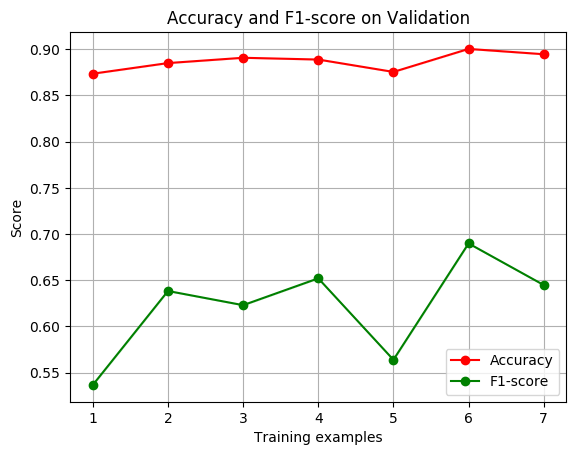 Accuracy and F1-score on Validation
Score
0.90
0.85
0.80
0.75
0.70
0.65
0.60
0.55
Accuracy
F1-score
1 2 3 4 5 6 7
Training examples